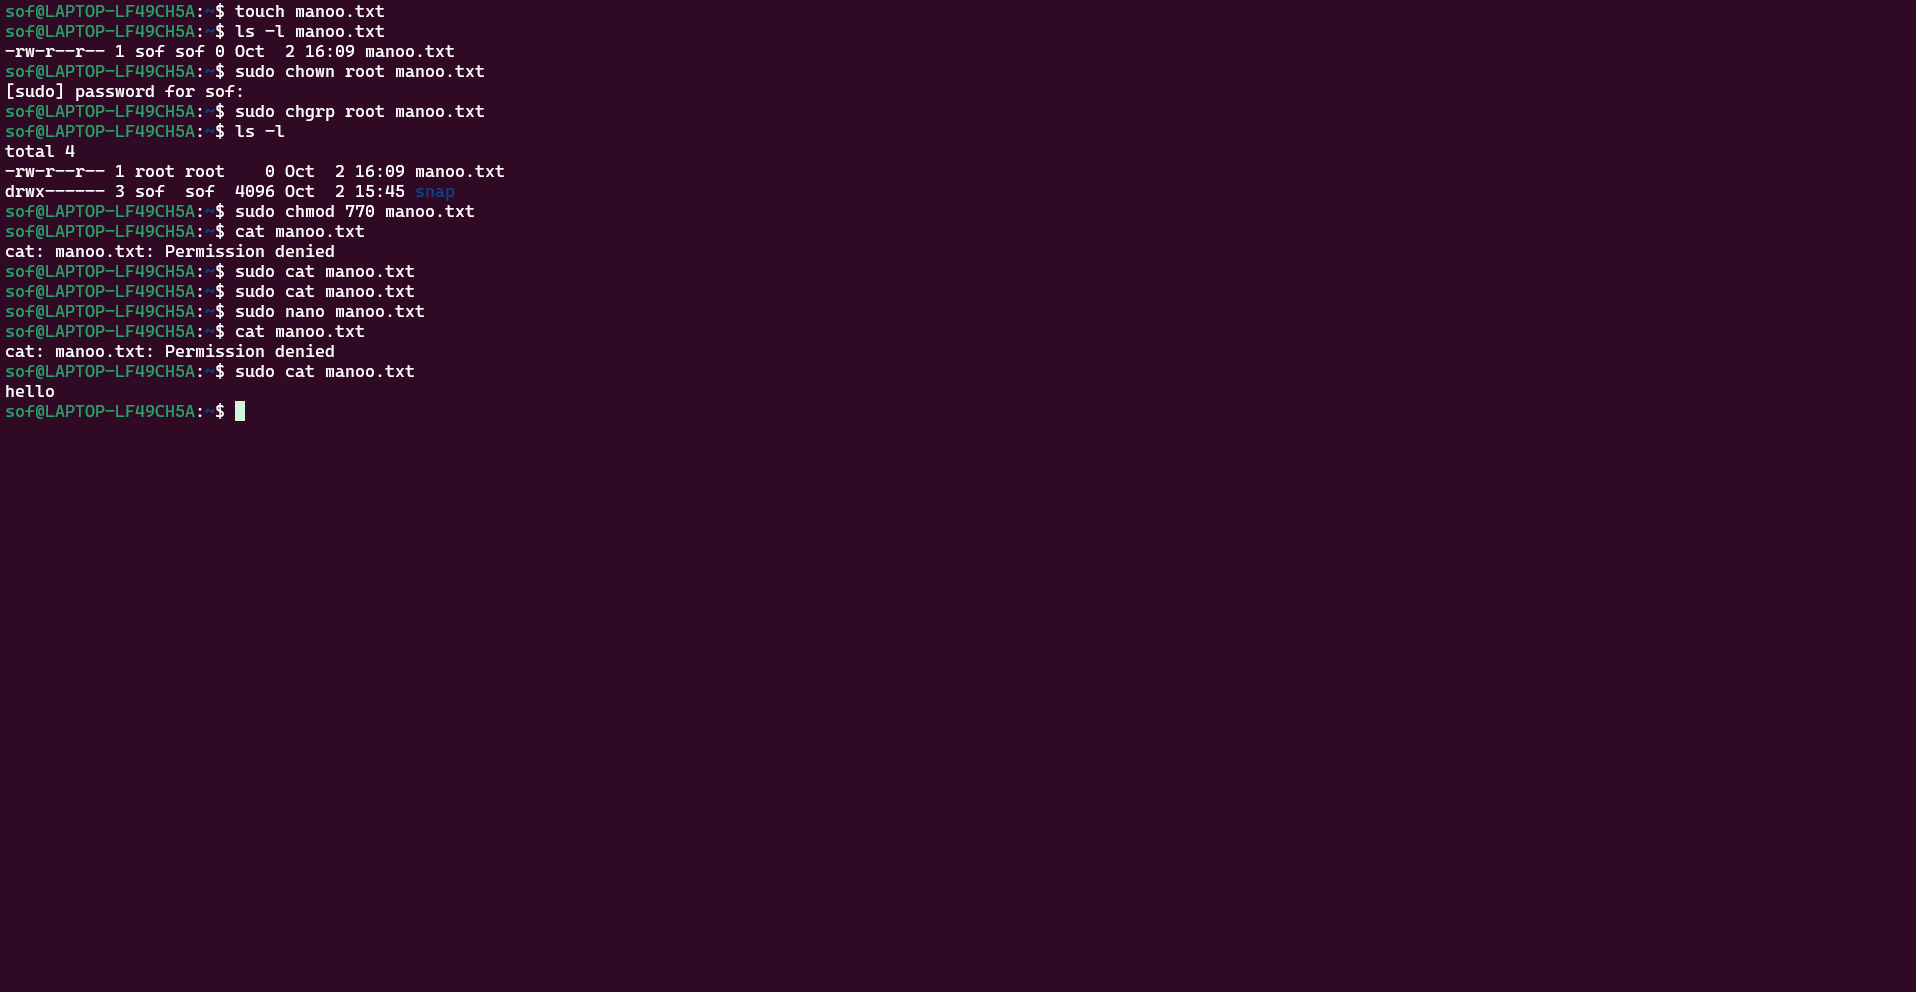 sof@LAPTOP-LF49CH5A:~$ touch manoo.txt
sof@LAPTOP-LF49CH5A:~$ ls -l manoo.txt
-rw-r--r-- 1 sof sof 0 Oct  2 16:09 manoo.txt
sof@LAPTOP-LF49CH5A:~$ sudo chown root manoo.txt
[sudo] password for sof:
sof@LAPTOP-LF49CH5A:~$ sudo chgrp root manoo.txt
sof@LAPTOP-LF49CH5A:~$ ls -l
total 4
-rw-r--r-- 1 root root    0 Oct  2 16:09 manoo.txt
drwx------ 3 sof  sof  4096 Oct  2 15:45 snap
sof@LAPTOP-LF49CH5A:~$ sudo chmod 770 manoo.txt
sof@LAPTOP-LF49CH5A:~$ cat manoo.txt
cat: manoo.txt: Permission denied
sof@LAPTOP-LF49CH5A:~$ sudo cat manoo.txt
sof@LAPTOP-LF49CH5A:~$ sudo cat manoo.txt
sof@LAPTOP-LF49CH5A:~$ sudo nano manoo.txt
sof@LAPTOP-LF49CH5A:~$ cat manoo.txt
cat: manoo.txt: Permission denied
sof@LAPTOP-LF49CH5A:~$ sudo cat manoo.txt
hello
sof@LAPTOP-LF49CH5A:~$